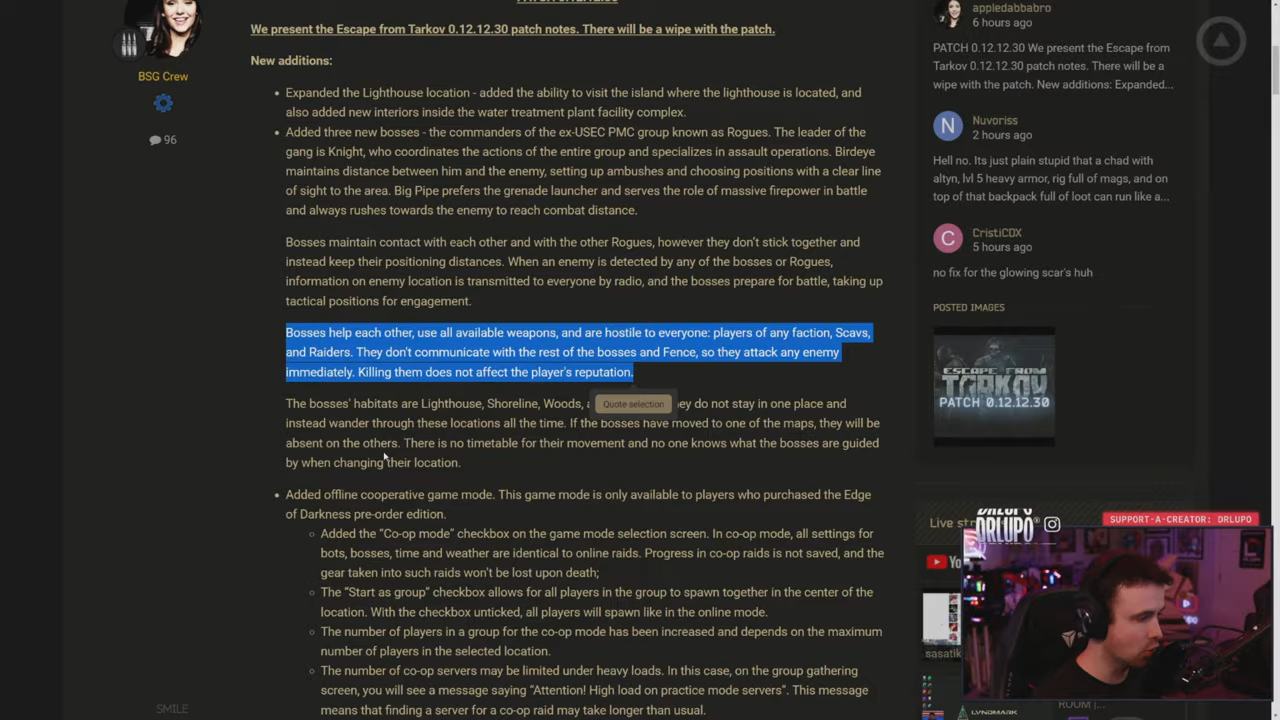 We present the Escape from Tarkov 0.12.12.30 patch notes. There will be a wipe with the patch.
BSG Crew
96
New additions:
Expanded the Lighthouse location - added the ability to visit the island where the lighthouse is located, and
also added new interiors inside the water treatment plant facility complex.
Added three new bosses - the commanders of the ex-USEC PMC group known as Rogues. The leader of the
gang is Knight, who coordinates the actions of the entire group and specializes in assault operations. Birdeye
maintains distance between him and the enemy, setting up ambushes and choosing positions with a clear line
of sight to the area. Big Pipe prefers the grenade launcher and serves the role of massive firepower in battle
and always rushes towards the enemy to reach combat distance.
Bosses maintain contact with each other and with the other Rogues, however they don't stick together and
instead keep their positioning distances. When an enemy is detected by any of the bosses or Rogues,
information on enemy location is transmitted to everyone by radio, and the bosses prepare for battle, taking up
tactical positions for engagement.
Bosses help each other, use all available weapons, and are hostile to everyone: players of any faction, Scavs,
and Raiders. They don't communicate with the rest of the bosses and Fence, so they attack any enemy
immediately. Killing them does not affect the player's reputation.
Quote selection
The bosses' habitats are Lighthouse, Shoreline, Woods, they do not stay in one place and
instead wander through these locations all the time. If the bosses have moved to one of the maps, they will be
absent on the others. There is no timetable for their movement and no one knows what the bosses are guided
by when changing their location.
Added offline cooperative game mode. This game mode is only available to players who purchased the Edge
of Darkness pre-order edition.
Added the "Co-op mode" checkbox on the game mode selection screen. In co-op mode, all settings for
bots, bosses, time and weather are identical to online raids. Progress in co-op raids is not saved, and the
gear taken into such raids won't be lost upon death;
The "Start as group" checkbox allows for all players in the group to spawn together in the center of the
location. With the checkbox unticked, all players will spawn like in the online mode.
The number of players in a group for the co-op mode has been increased and depends on the maximum
number of players in the selected location.
The number of co-op servers may be limited under heavy loads. In this case, on the group gathering
screen, you will see a message saying "Attention! High load on practice mode servers". This message
means that finding a server for a co-op raid may take longer than usual.
SMILE
appledabbabro
6 hours ago
PATCH 0.12.12.30 We present the Escape from
Tarkov 0.12.12.30 patch notes. There will be a
wipe with the patch. New additions: Expanded...
N
Nuvoriss
2 hours ago
Hell no. Its just plain stupid that a chad with
altyn, lvl 5 heavy armor, rig full of mags, and on
top of that backpack full of loot can run like a...
C
CristiCDX
5 hours ago
no fix for the glowing scar's huh
POSTED IMAGES
ESCAPE FROM
TARKOV
PATCH 0.12.12.30
Live st
DRLUPO
SUPPORT-A-CREATOR: DRLUPO
sasatik
LYNDMARK
ROOM |...